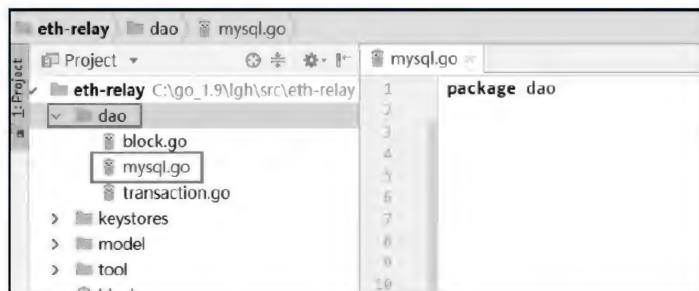 eth-relay dao mysql.go
1: Project
Project
mysql.go
eth-relay C:\go_1.9\lgh\src\eth-relay
dao
block.go
mysql.go
transaction.go
keystores
model
tool
1 package dao
2
3
4
5
6
7
8
9
10